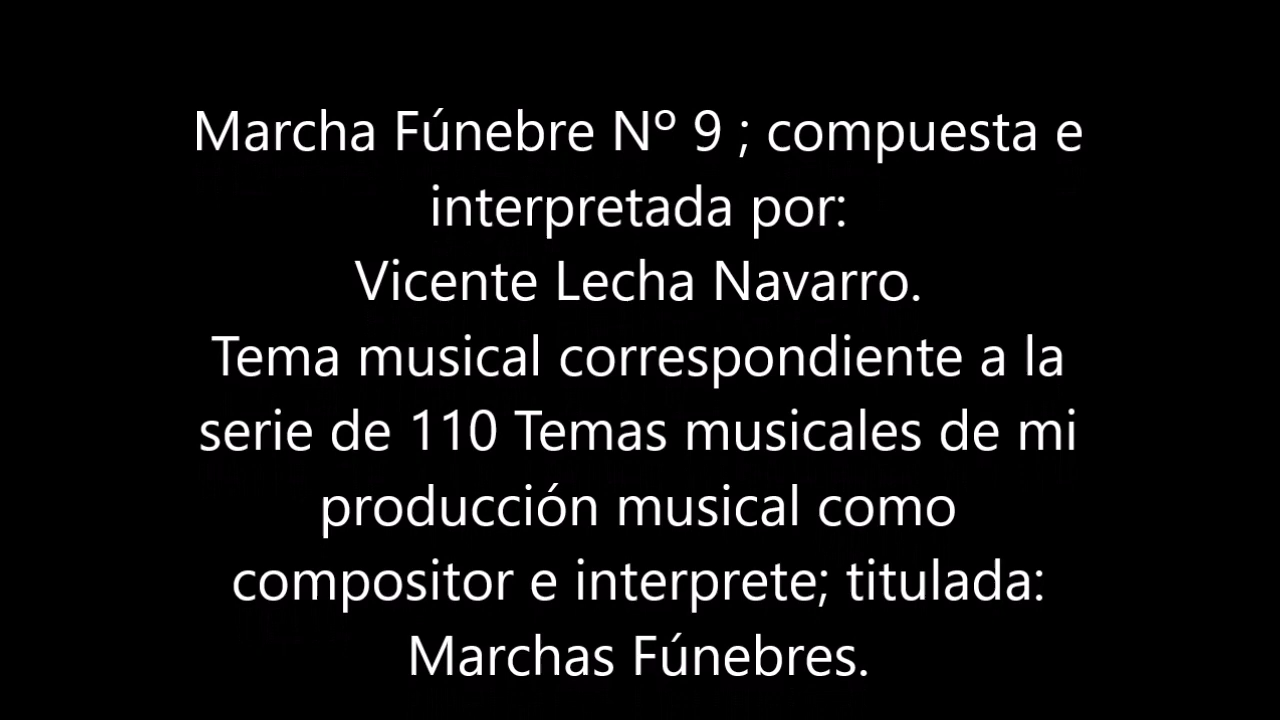 Marcha Fúnebre Nº 9 ; compuesta e
interpretada por:
Vicente Lecha Navarro.
Tema musical correspondiente a la
serie de 110 Temas musicales de mi
producción musical como
compositor e interprete; titulada:
Marchas Fúnebres.